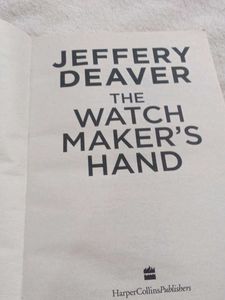 JEFFERY
DEAVER
THE
WATCH
MAKER'S
HAND
HarperCollinsPublishers